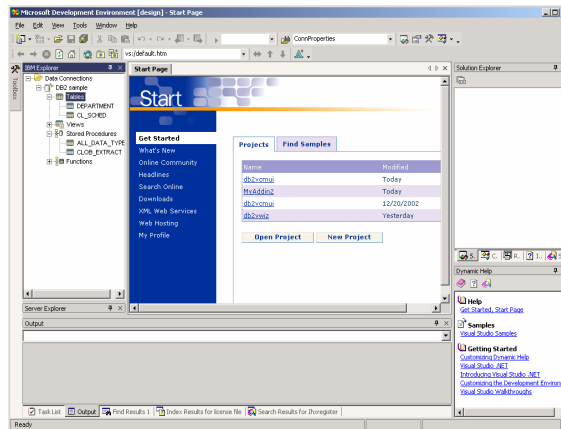 Microsoft Development Environment [design] - Start Page
File Edit View Tools Window Help
ConnProperties
vs:/default.htm
IBM Explorer
Start Page
Solution Explorer
Toolbox
Data Connections
DB2 sample
Tables
DEPARTMENT
CL_SCHED
Views
Stored Procedures
ALL_DATA_TYPE
CLOB_EXTRACT
Functions
Start
Get Started
What's New
Online Community
Headlines
Search Online
Downloads
XML Web Services
Web Hosting
My Profile
Projects Find Samples
Name Modified
db2vcmui Today
MyAddin2 Today
db2vcmui 12/20/2002
db2vwiz Yesterday
Open Project New Project
S.. C.. R.. I..
Dynamic Help
Help
Get Started, Start Page
Samples
Visual Studio Samples
Getting Started
Customizing Dynamic Help
Visual Studio .NET
Introducing Visual Studio .NET
Customizing the Development Environ
Visual Studio Walkthroughs
Server Explorer
Output
Task List Output Find Results 1 Index Results for license file Search Results for
Ready